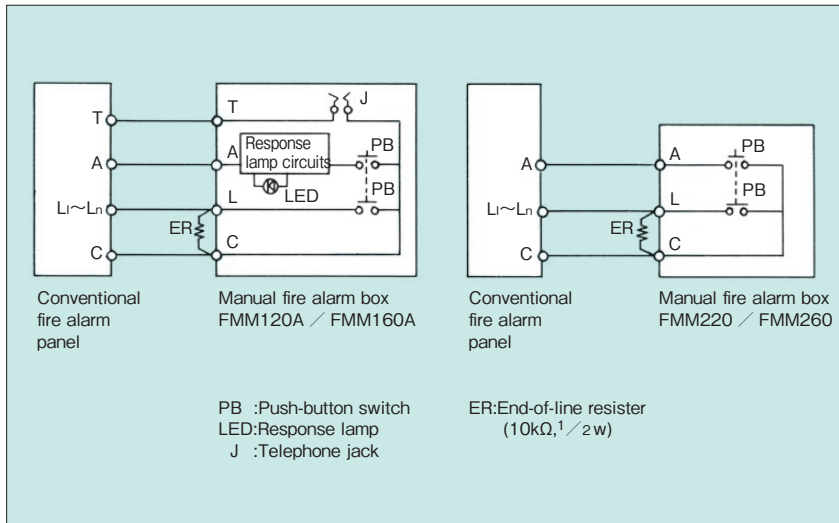 T
T
J
A
A
Response
lamp circuits
PB
LED
PB
L1~Ln
L
ER
C
C
Conventional
fire alarm
panel
Manual fire alarm box
FMM120A ／ FMM160A
A
A
PB
PB
L1~Ln
L
ER
C
C
Conventional
fire alarm
panel
Manual fire alarm box
FMM220 ／ FMM260
PB :Push-button switch
LED:Response lamp
J :Telephone jack
ER:End-of-line resister
(10kΩ,1／2w)